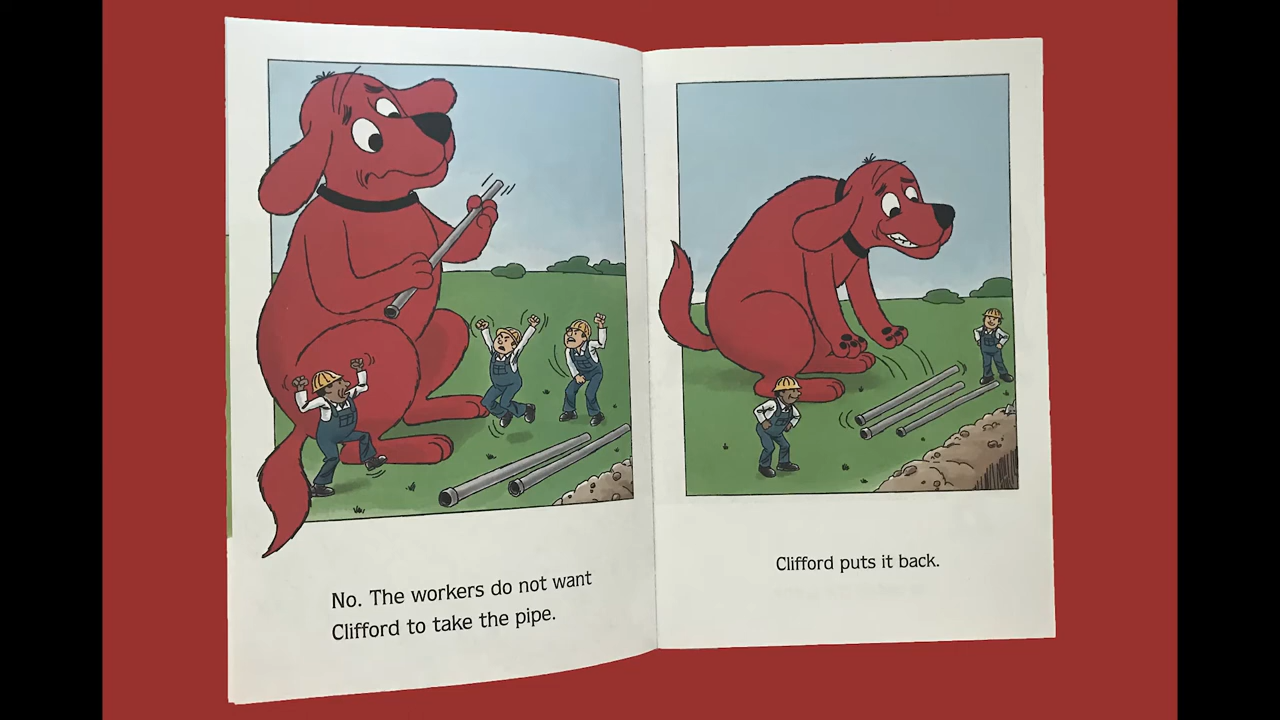 No. The workers do not want
Clifford to take the pipe.
Clifford puts it back.